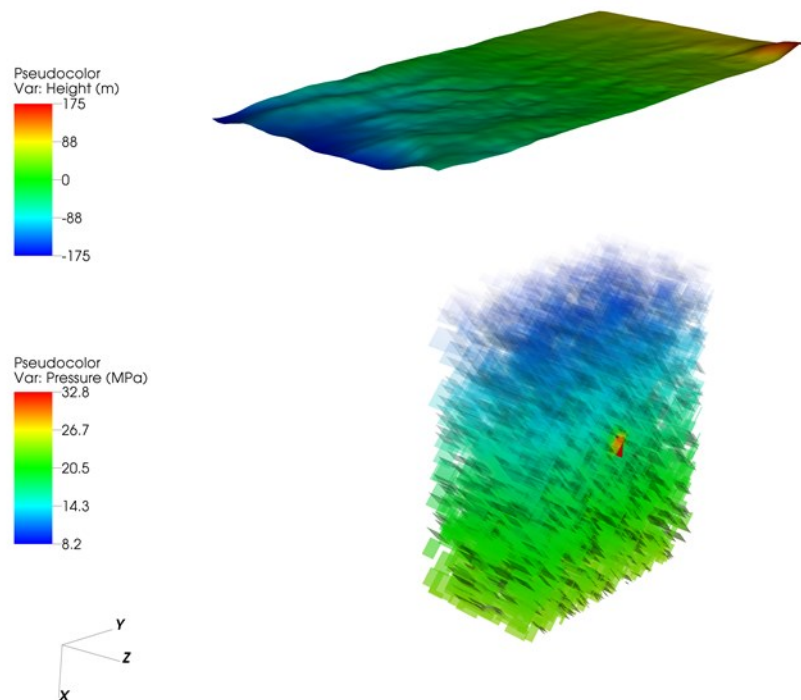 Pseudocolor
Var: Height (m)
175
88
0
-88
-175
Pseudocolor
Var: Pressure (MPa)
32.8
26.7
20.5
14.3
8.2
Y
Z
X